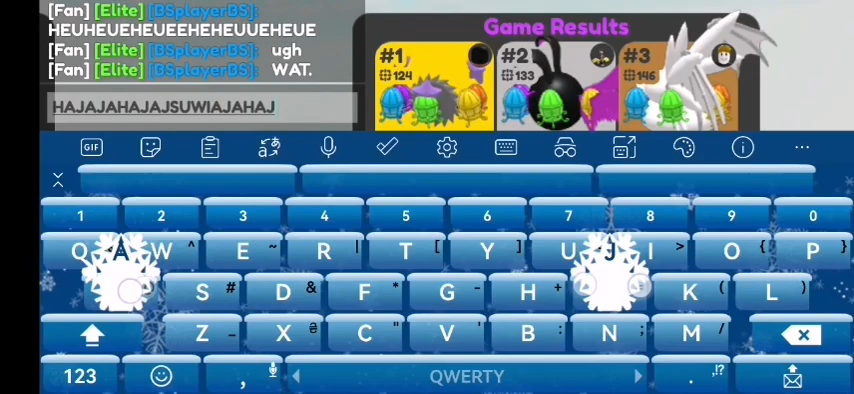 [Fan] [Elite] [BSplayerBS]:
HEUHEUEHEUEEHEHEUUEHEUE
[Fan] [Elite] [BSplayerBS]: ugh
[Fan] [Elite] [BSplayerBS]: WAT.
HAJAJAHAJAJSUWIAJAHAJ
Game Results
#1 #2 #3
124 133 146
GIF
1 2 3 4 5 6 7 8 9 0
Q A W ^ E ~ R | T [ Y ] U J I > O { P }
S # D & F * G - H + K ( L )
Z _ X ₴ C " V ' B : N ; M /
123 , QWERTY . ,!?